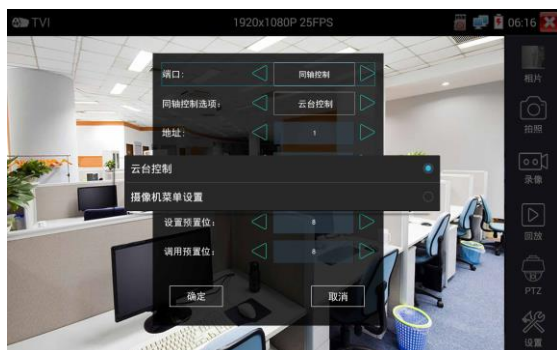 TVI
1920x1080P 25FPS
06:16
端口：
同轴控制
同轴控制选项：
云台控制
地址：
1
云台控制
摄像机菜单设置
设置预置位：
调用预置位：
确定
取消
相片
拍照
录像
回放
PTZ
设置